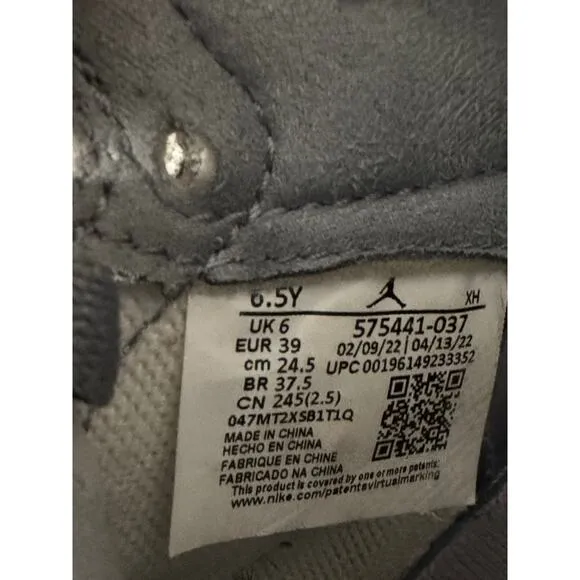 6.5Y XH
UK 6 575441-037
EUR 39 02/09/22 | 04/13/22
cm 24.5 UPC 00196149233352
BR 37.5
CN 245(2.5)
047MT2XSB1T1Q
MADE IN CHINA
HECHO EN CHINA
FABRIQUE EN CHINE
FABRICADO NA CHINA
This product is covered by one or more patents:
www.nike.com/patentsvirtualmarking